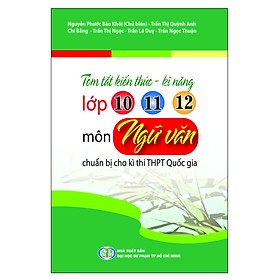 Nguyễn Phước Bảo Khôi (Chủ biên) - Trần Thị Quỳnh Anh
Chi Bằng - Trần Thị Ngọc - Trần Lê Duy - Trần Ngọc Thuận
Tóm tắt kiến thức - kĩ năng
lớp 10 11 12
môn Ngữ văn
chuẩn bị cho kì thi THPT Quốc gia
NHÀ XUẤT BẢN
ĐẠI HỌC SƯ PHẠM TP HỒ CHÍ MINH